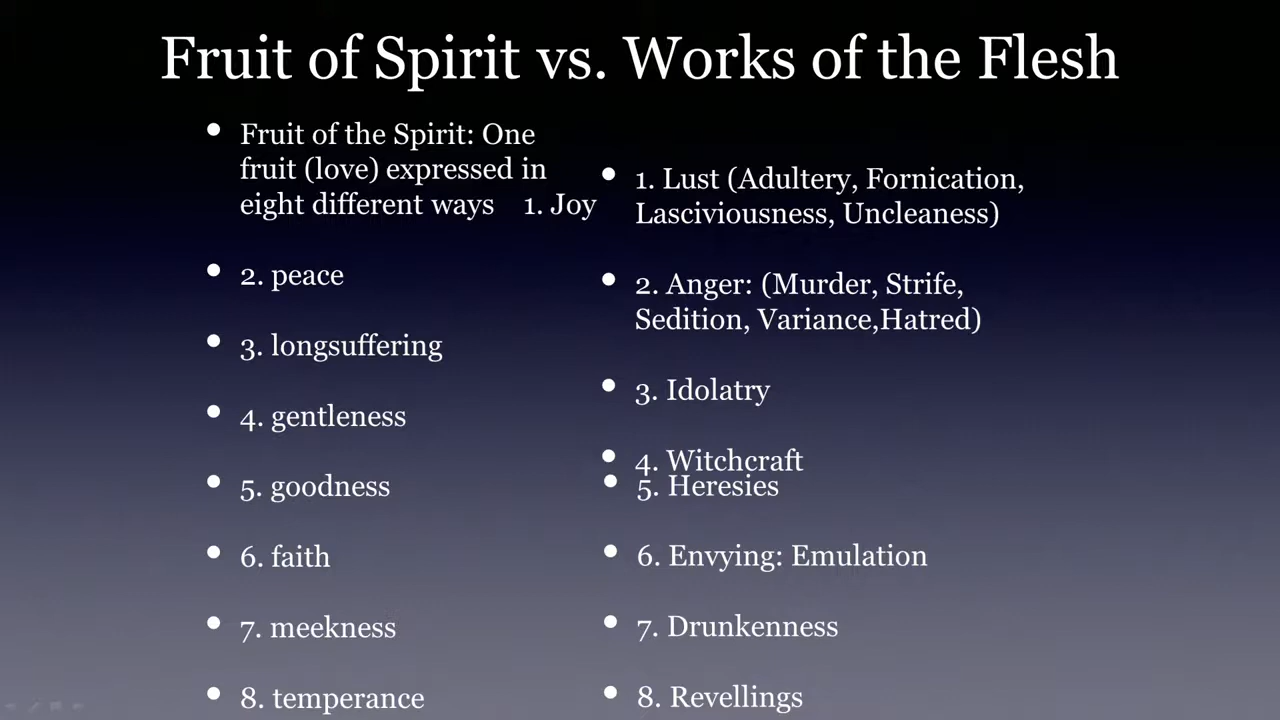 Fruit of Spirit vs. Works of the Flesh
• Fruit of the Spirit: One
fruit (love) expressed in
eight different ways 1. Joy
• 2. peace
• 3. longsuffering
• 4. gentleness
• 5. goodness
• 6. faith
• 7. meekness
• 8. temperance
• 1. Lust (Adultery, Fornication,
Lasciviousness, Uncleaness)
• 2. Anger: (Murder, Strife,
Sedition, Variance,Hatred)
• 3. Idolatry
• 4. Witchcraft
• 5. Heresies
• 6. Envying: Emulation
• 7. Drunkenness
• 8. Revellings